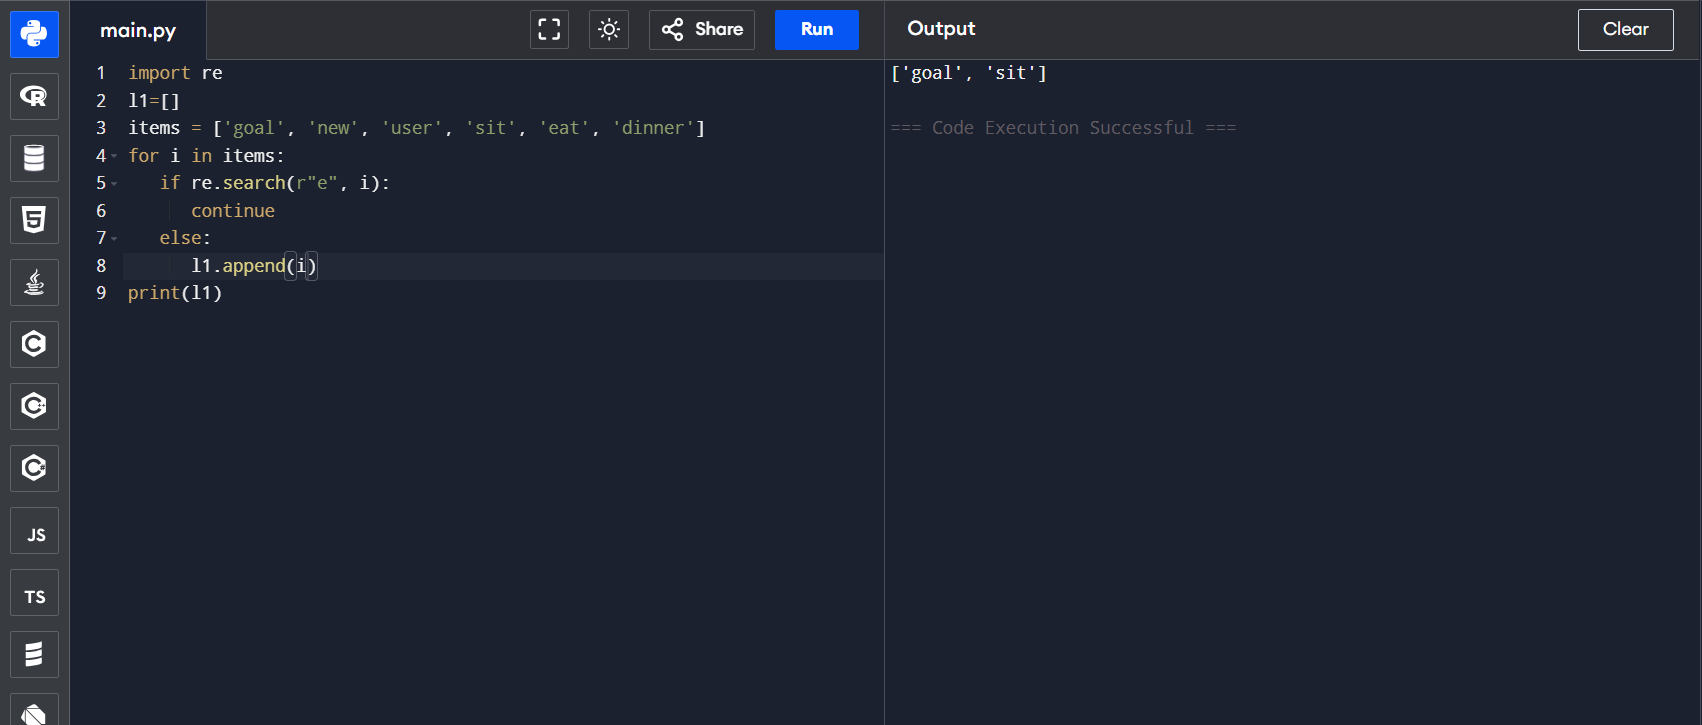 main.py
Share
Run
Output
Clear
1 import re
2 l1=[]
3 items = ['goal', 'new', 'user', 'sit', 'eat', 'dinner']
4 for i in items:
5    if re.search(r"e", i):
6       continue
7    else:
8       l1.append(i)
9 print(l1)
['goal', 'sit']
=== Code Execution Successful ===
R
5
C
C
C
JS
TS